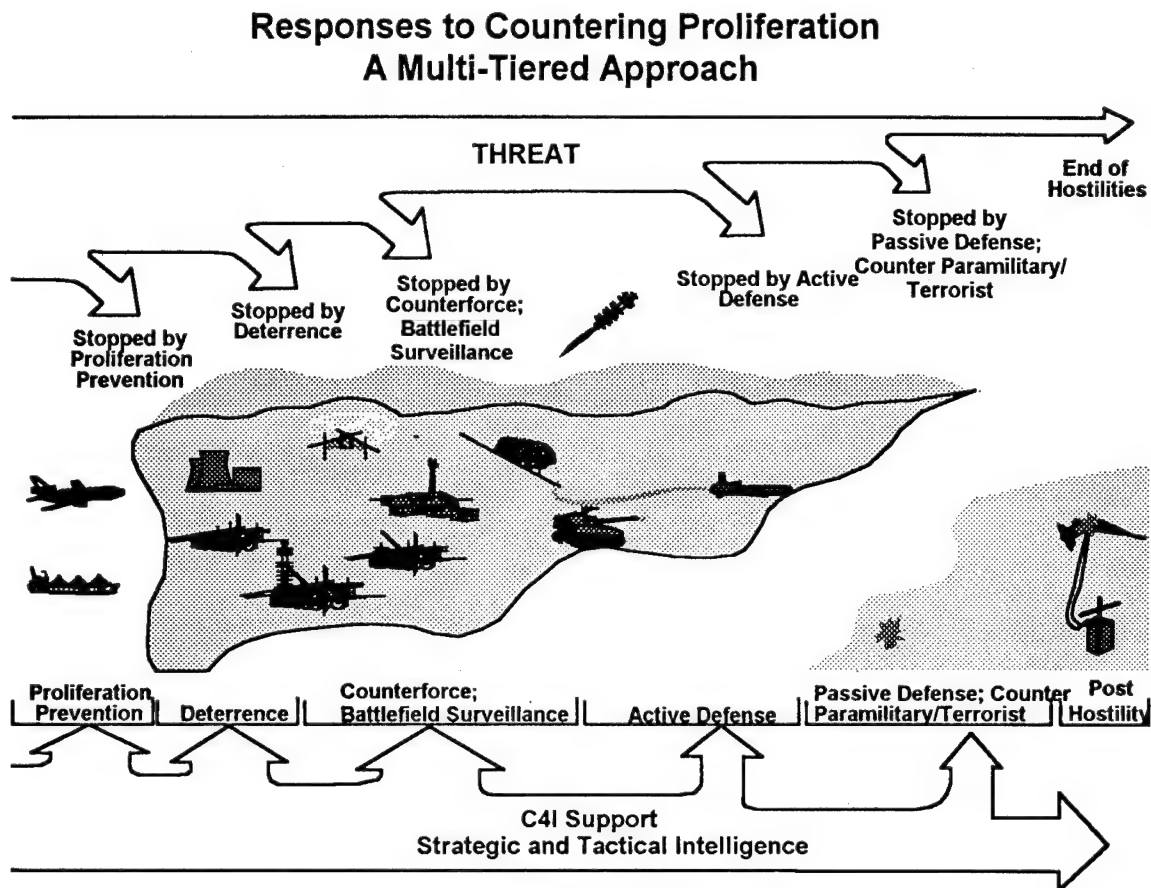 Responses to Countering Proliferation
A Multi-Tiered Approach
THREAT
End of
Hostilities
Stopped by
Passive Defense;
Counter Paramilitary/
Terrorist
Stopped by Active
Defense
Stopped by
Counterforce;
Battlefield
Surveillance
Stopped by
Deterrence
Stopped by
Proliferation
Prevention
Proliferation
Prevention
Deterrence
Counterforce;
Battlefield Surveillance
Active Defense
Passive Defense; Counter
Paramilitary/Terrorist
Post
Hostility
C4I Support
Strategic and Tactical Intelligence